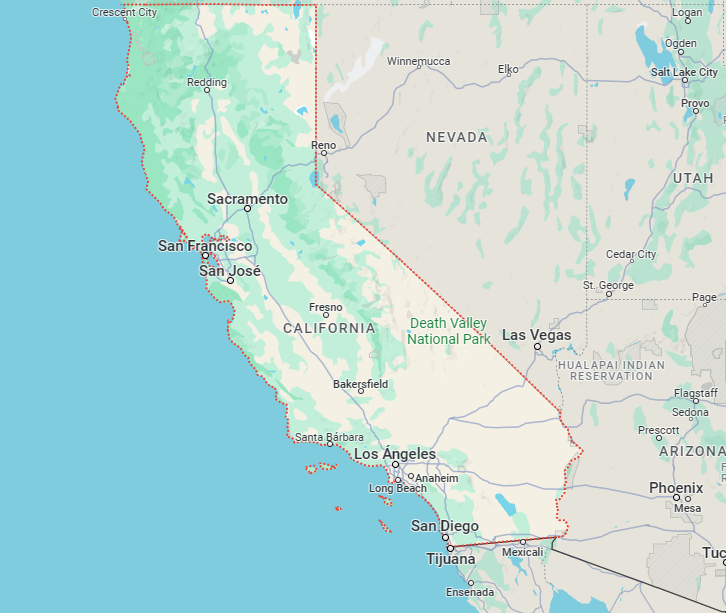 Crescent City
Logan
Ogden
Winnemucca
Elko
Salt Lake City
Redding
Provo
NEVADA
Reno
UTAH
Sacramento
San Francisco
San José
Cedar City
St. George
Page
Fresno
CALIFORNIA
Death Valley
National Park
Las Vegas
HUALAPAI INDIAN
RESERVATION
Bakersfield
Flagstaff
Sedona
Santa Bárbara
Prescott
Los Ángeles
ARIZONA
Anaheim
Long Beach
Phoenix
Mesa
San Diego
Tijuana
Mexicali
Tuc
Ensenada